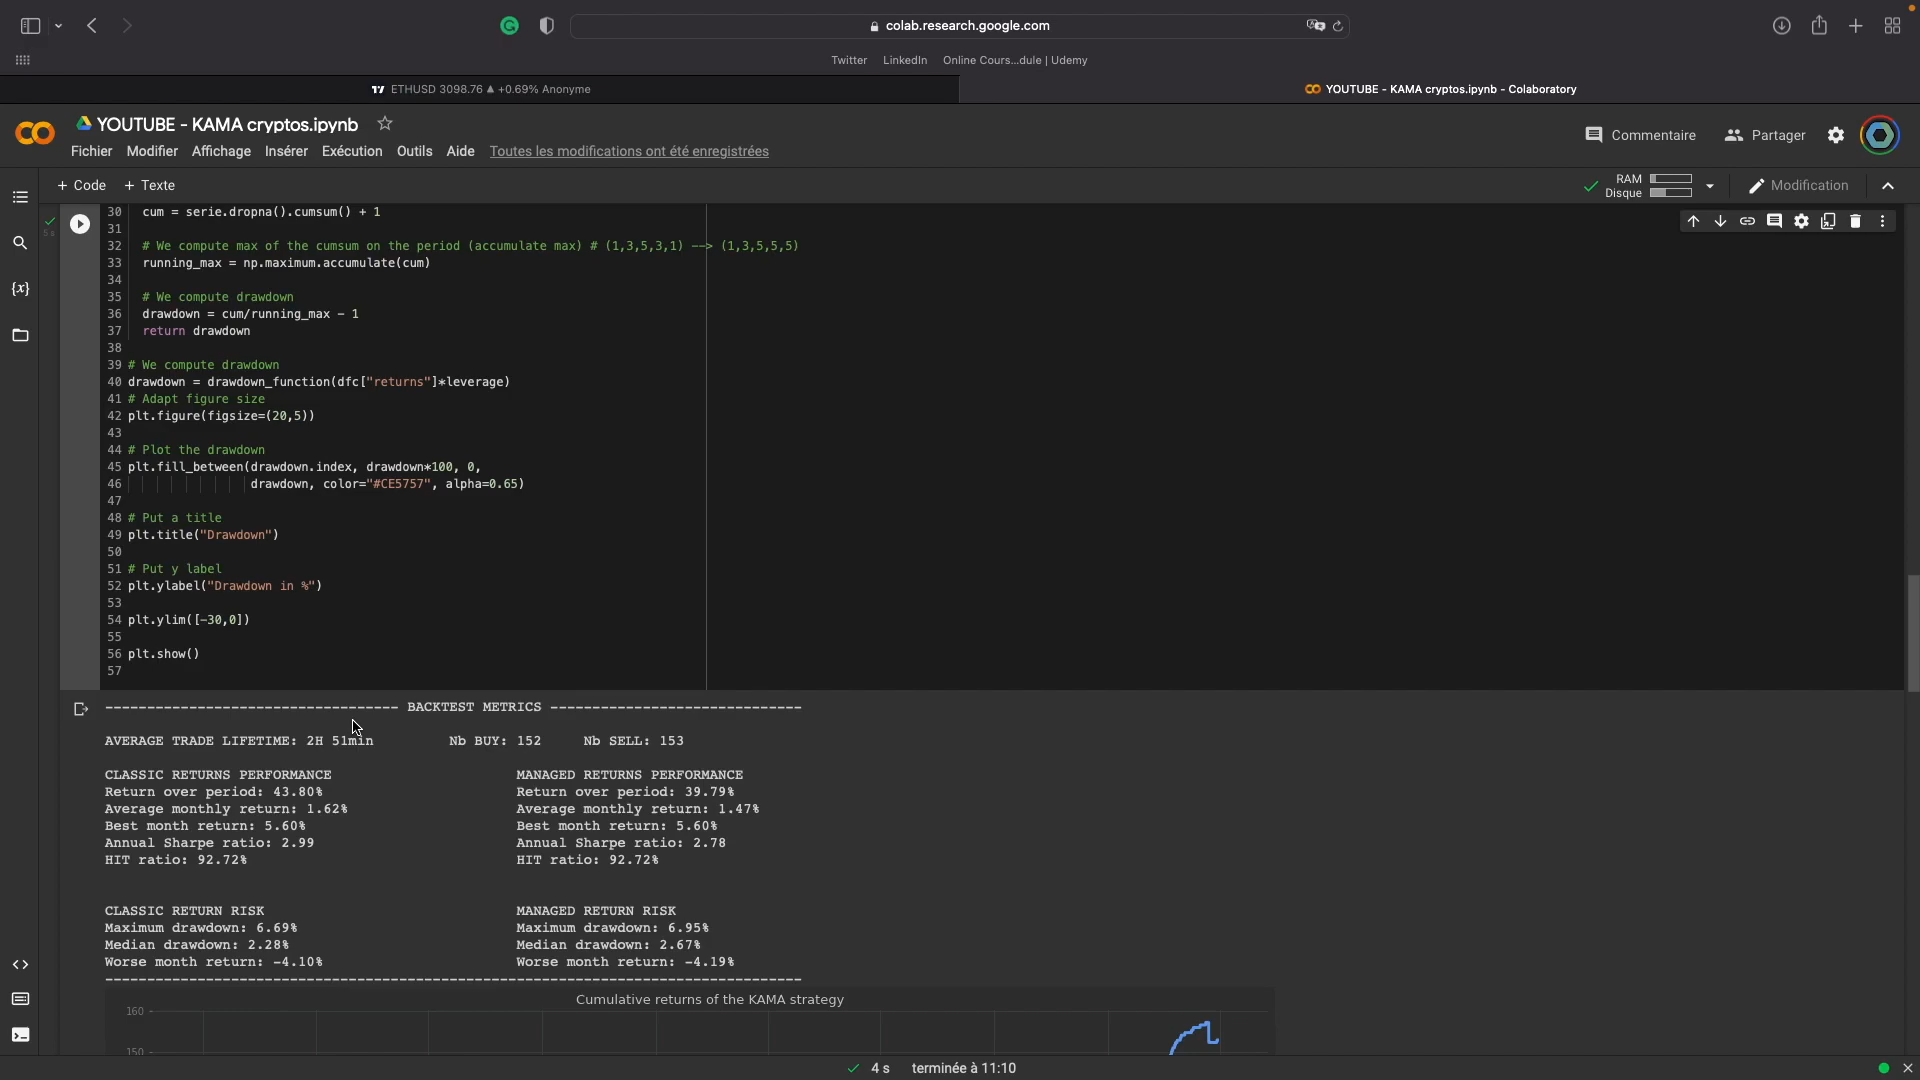 colab.research.google.com
Twitter LinkedIn Online Cours...dule | Udemy
ETHUSD 3098.76 ▲ +0.69% Anonyme
YOUTUBE - KAMA cryptos.ipynb - Colaboratory
YOUTUBE - KAMA cryptos.ipynb
Commentaire Partager
Fichier Modifier Affichage Insérer Exécution Outils Aide Toutes les modifications ont été enregistrées
+ Code + Texte
RAM
Disque
Modification
5 s
30 cum = serie.dropna().cumsum() + 1
31
32 # We compute max of the cumsum on the period (accumulate max) # (1,3,5,3,1) --> (1,3,5,5,5)
33 running_max = np.maximum.accumulate(cum)
34
35 # We compute drawdown
36 drawdown = cum/running_max - 1
37 return drawdown
38
39 # We compute drawdown
40 drawdown = drawdown_function(dfc["returns"]*leverage)
41 # Adapt figure size
42 plt.figure(figsize=(20,5))
43
44 # Plot the drawdown
45 plt.fill_between(drawdown.index, drawdown*100, 0,
46 drawdown, color="#CE5757", alpha=0.65)
47
48 # Put a title
49 plt.title("Drawdown")
50
51 # Put y label
52 plt.ylabel("Drawdown in %")
53
54 plt.ylim([-30,0])
55
56 plt.show()
57
----------------------------------- BACKTEST METRICS ------------------------------
AVERAGE TRADE LIFETIME: 2H 51min Nb BUY: 152 Nb SELL: 153
CLASSIC RETURNS PERFORMANCE MANAGED RETURNS PERFORMANCE
Return over period: 43.80% Return over period: 39.79%
Average monthly return: 1.62% Average monthly return: 1.47%
Best month return: 5.60% Best month return: 5.60%
Annual Sharpe ratio: 2.99 Annual Sharpe ratio: 2.78
HIT ratio: 92.72% HIT ratio: 92.72%
CLASSIC RETURN RISK MANAGED RETURN RISK
Maximum drawdown: 6.69% Maximum drawdown: 6.95%
Median drawdown: 2.28% Median drawdown: 2.67%
Worse month return: -4.10% Worse month return: -4.19%
-----------------------------------------------------------------------------------
Cumulative returns of the KAMA strategy
160
150
4 s terminée à 11:10